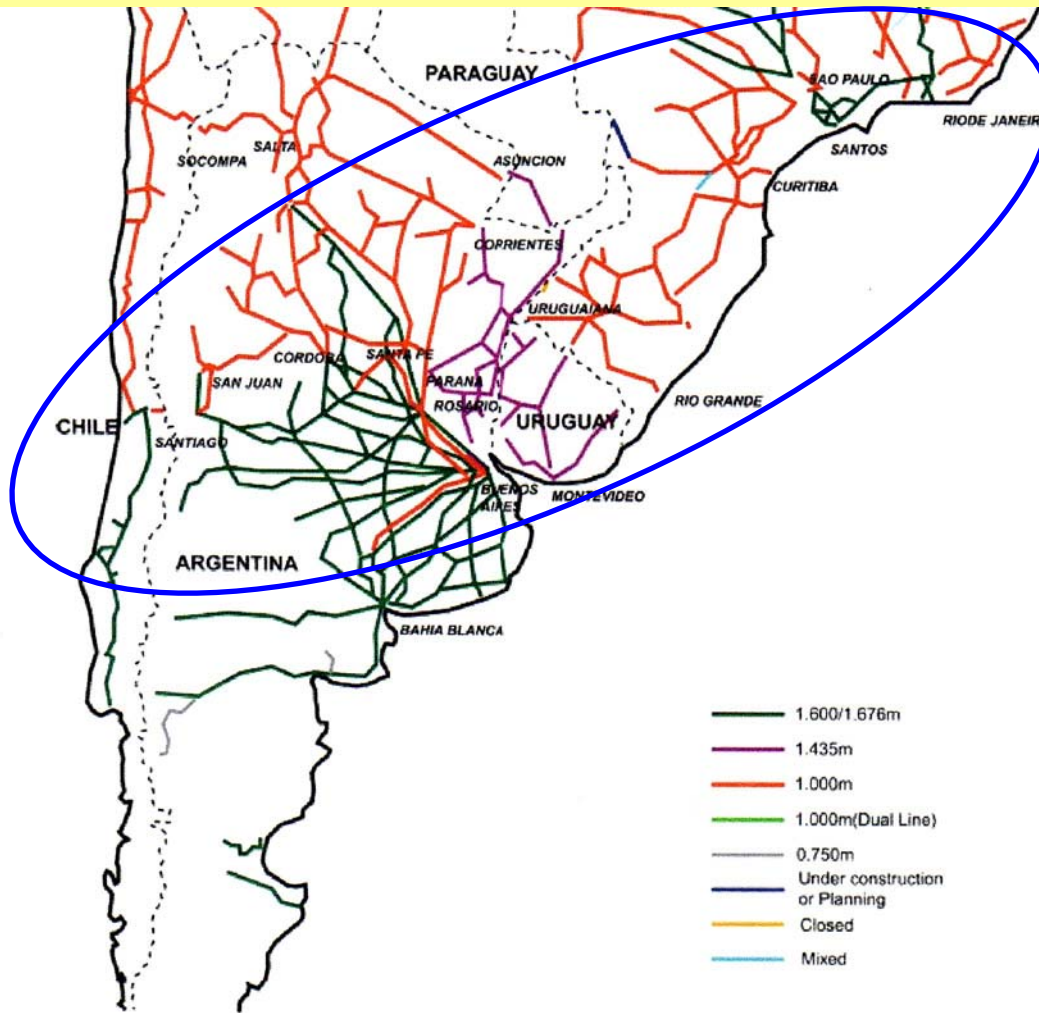 PARAGUAY
SAO PAULO
RIODE JANEIR
SANTOS
SALTA
SOCOMPA
ASUNCION
CURITIBA
CORRIENTES
URUGUAIANA
CORDOBA
SANTA PE
SAN JUAN
PARANA
ROSARIO
RIO GRANDE
CHILE
URUGUAY
SANTIAGO
BUENOS
AIRES
MONTEVIDEO
ARGENTINA
BAHIA BLANCA
1.600/1.676m
1.435m
1.000m
1.000m(Dual Line)
0.750m
Under construction
or Planning
Closed
Mixed